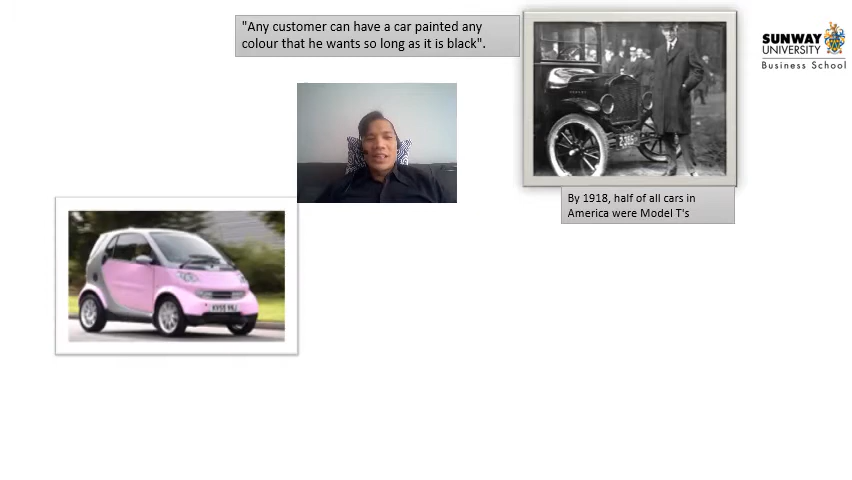 "Any customer can have a car painted any
colour that he wants so long as it is black".
SUNWAY
UNIVERSITY
Business School
By 1918, half of all cars in
America were Model T's